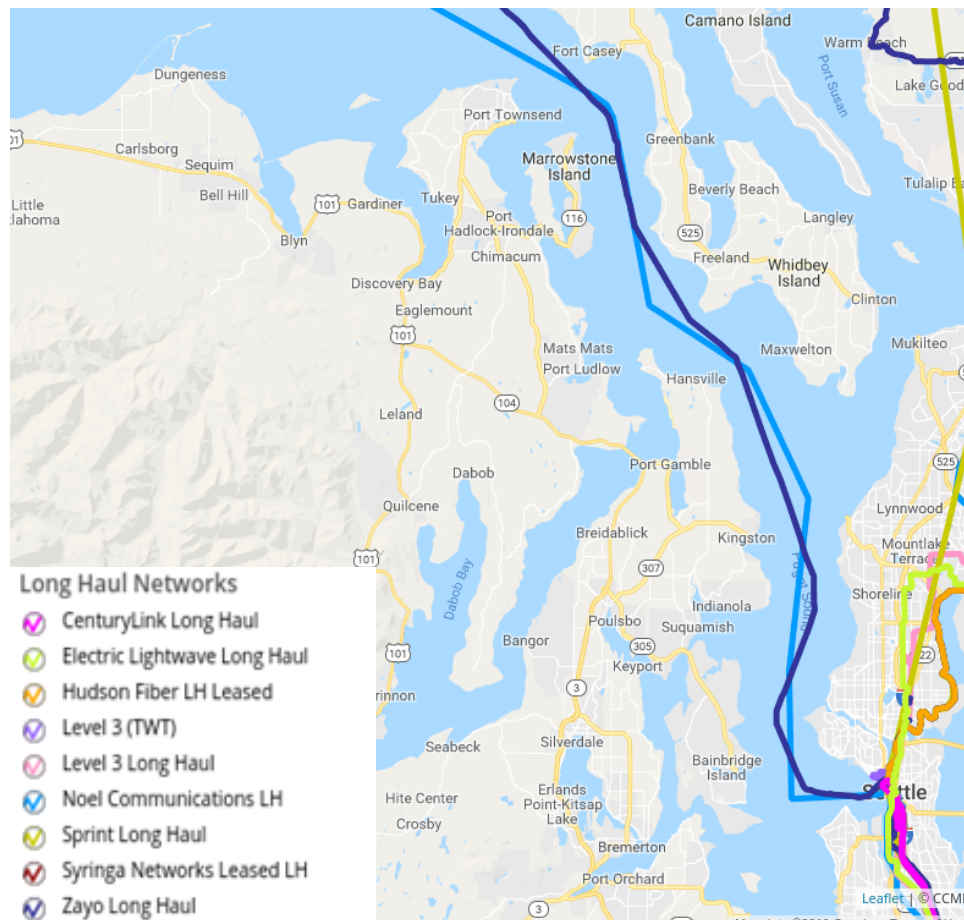 Camano Island
Fort Casey
Warm Beach
Dungeness
Port Susan
Lake Good
Port Townsend
101
Carlsborg
Greenbank
Marrowstone
Island
Sequim
Bell Hill
Beverly Beach
Tulalip Ba
Little
klahoma
101
Gardiner
Tukey
Port
Hadlock-Irondale
116
Langley
Blyn
525
Chimacum
Freeland
Whidbey
Island
Discovery Bay
Clinton
Eaglemount
101
Mukilteo
Mats Mats
Port Ludlow
Maxwelton
Hansville
104
Leland
Dabob
Port Gamble
525
Quilcene
Lynnwood
Breidablick
Kingston
Mountlake
Terrace
101
307
Puget Sound
Dabob Bay
Shoreline
Indianola
Poulsbo
Suquamish
Bangor
305
522
101
Keyport
rinnon
3
Seabeck
Silverdale
Bainbridge
Island
Hite Center
Erlands
Point-Kitsap
Lake
Seattle
Crosby
Bremerton
Port Orchard
3
Long Haul Networks
CenturyLink Long Haul
Electric Lightwave Long Haul
Hudson Fiber LH Leased
Level 3 (TWT)
Level 3 Long Haul
Noel Communications LH
Sprint Long Haul
Syringa Networks Leased LH
Zayo Long Haul
Leaflet | © CCMI